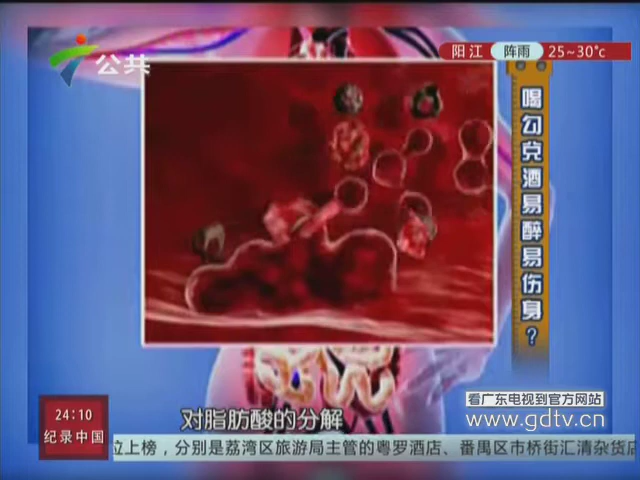 公共
阳江 阵雨 25~30℃
喝勾兑酒易醉易伤身?
对脂肪酸的分解
看广东电视到官方网站
www.gdtv.cn
24:10
纪录中国
位上榜，分别是荔湾区旅游局主管的粤罗酒店、番禺区市桥街汇清杂货店